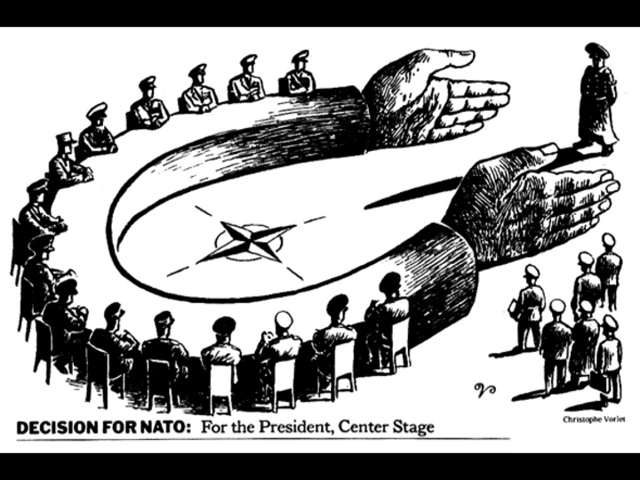 Christophe Vorlet
DECISION FOR NATO: For the President, Center Stage